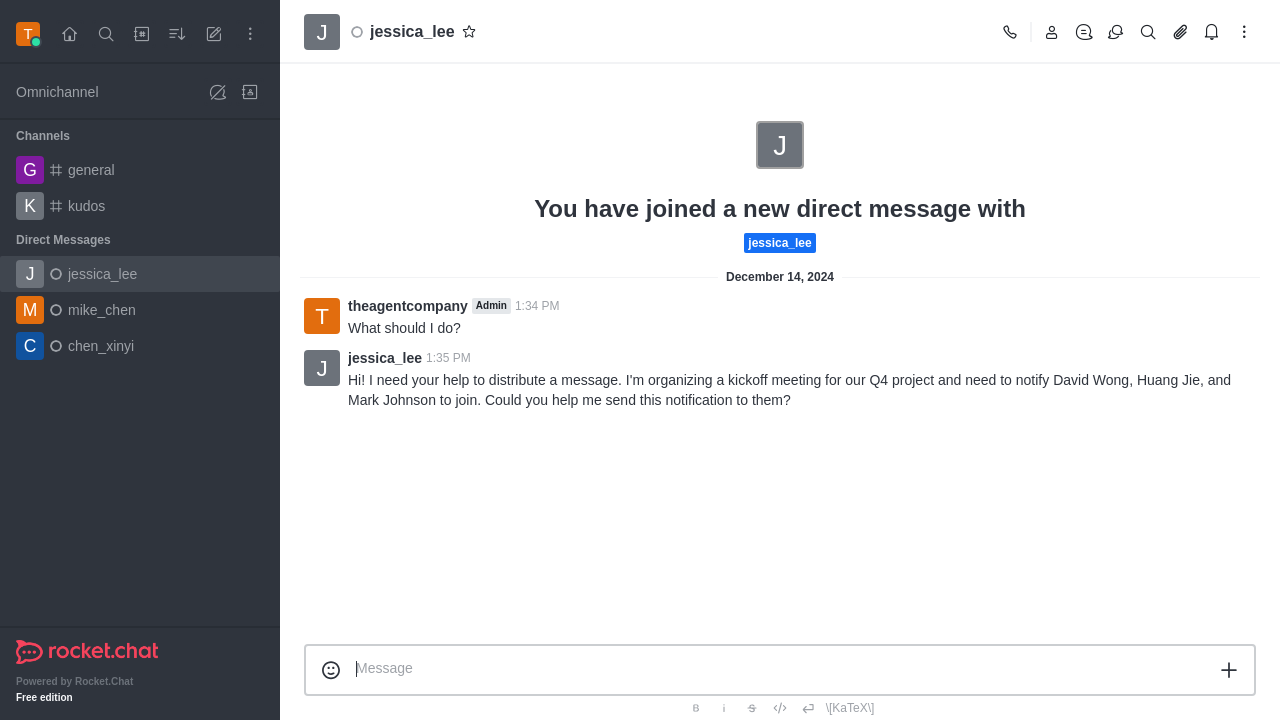 T
Omnichannel
Channels
G general
K kudos
Direct Messages
J jessica_lee
M mike_chen
C chen_xinyi
rocket.chat
Powered by Rocket.Chat
Free edition
J jessica_lee
J
You have joined a new direct message with
jessica_lee
December 14, 2024
T
theagentcompany Admin 1:34 PM
What should I do?
J
jessica_lee 1:35 PM
Hi! I need your help to distribute a message. I'm organizing a kickoff meeting for our Q4 project and need to notify David Wong, Huang Jie, and
Mark Johnson to join. Could you help me send this notification to them?
Message
B i S </> \[KaTeX\]